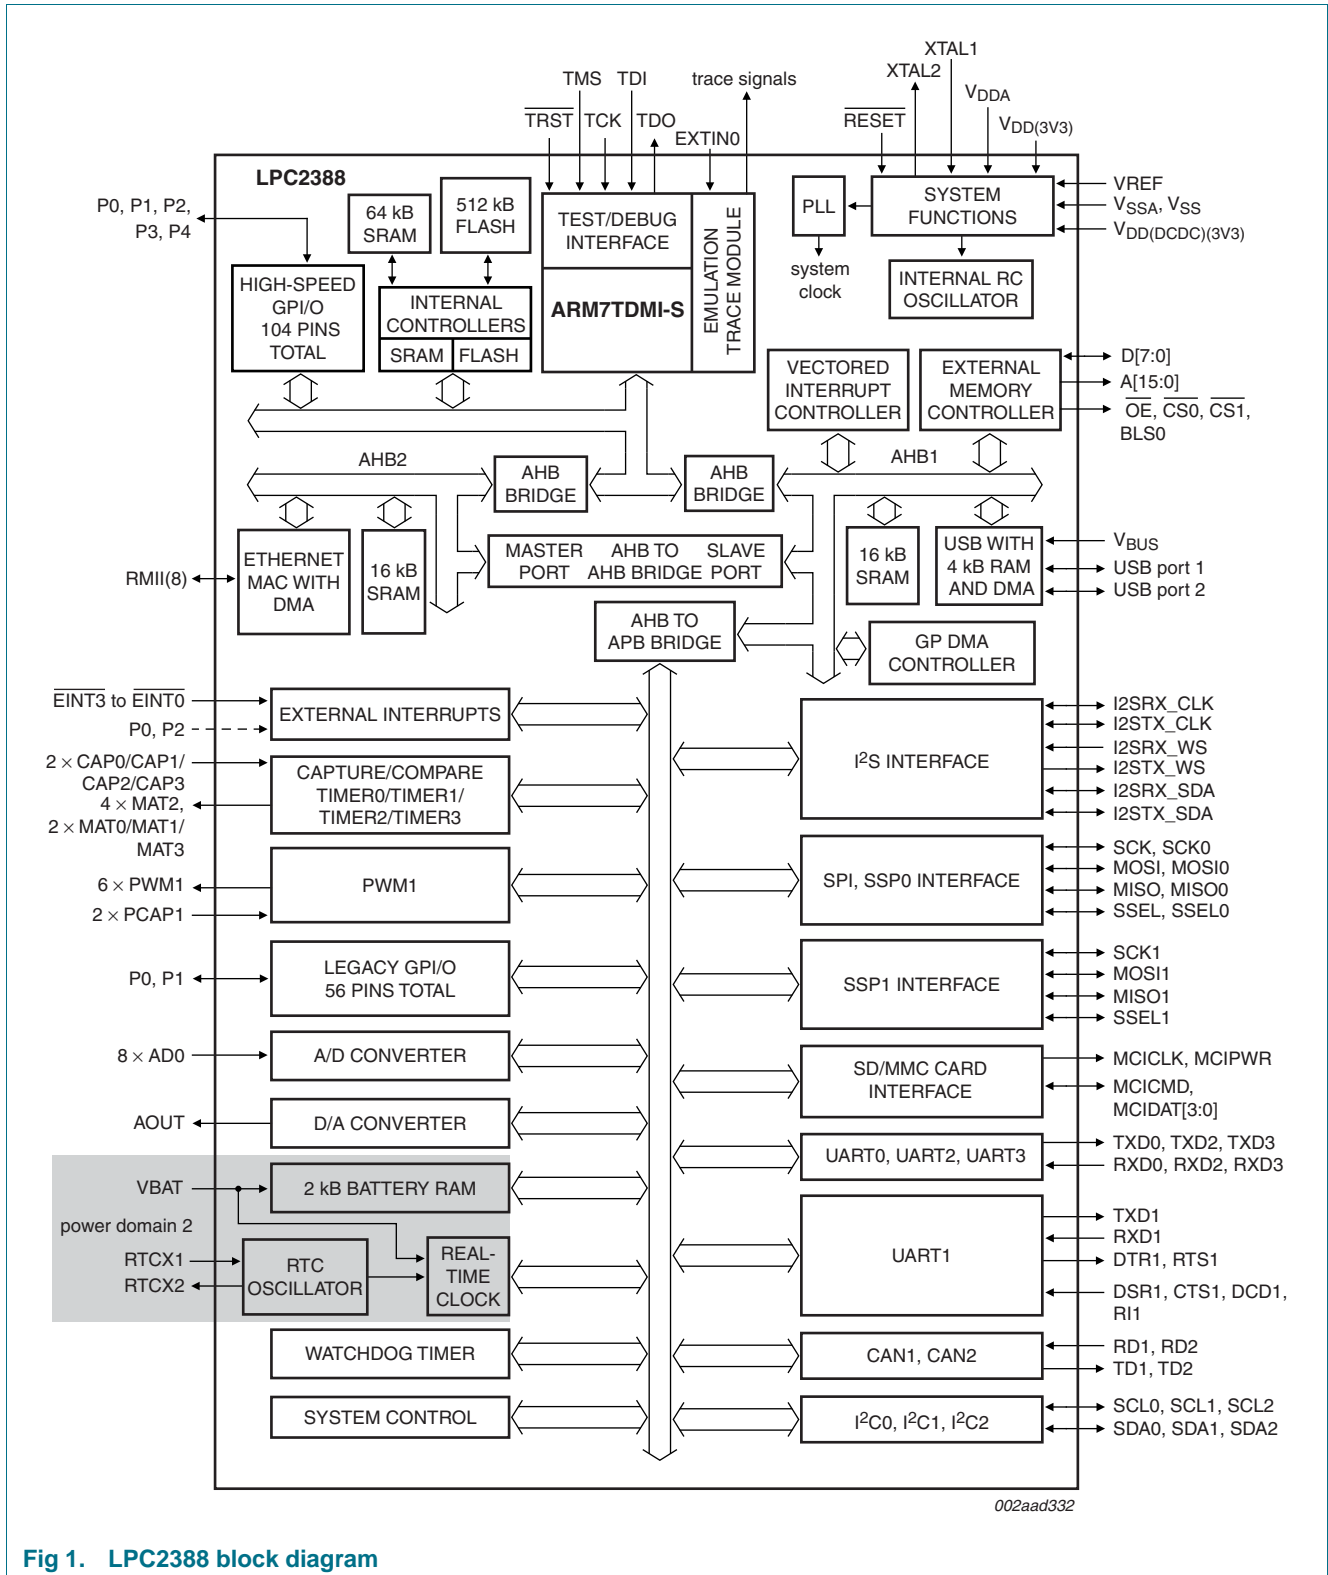 XTAL1
XTAL2
TMS TDI trace signals
VDDA
TRST TCK TDO
RESET
VDD(3V3)
EXTIN0
LPC2388
P0, P1, P2,
P3, P4
64 kB
SRAM
512 kB
FLASH
TEST/DEBUG
INTERFACE
EMULATION
TRACE MODULE
PLL
SYSTEM
FUNCTIONS
VREF
VSSA, VSS
VDD(DCDC)(3V3)
system
clock
HIGH-SPEED
GPI/O
104 PINS
TOTAL
INTERNAL
CONTROLLERS
SRAM FLASH
ARM7TDMI-S
INTERNAL RC
OSCILLATOR
VECTORED
INTERRUPT
CONTROLLER
EXTERNAL
MEMORY
CONTROLLER
D[7:0]
A[15:0]
OE, CS0, CS1,
BLS0
AHB2
AHB
BRIDGE
AHB
BRIDGE
AHB1
RMII(8)
ETHERNET
MAC WITH
DMA
16 kB
SRAM
MASTER
PORT
AHB TO
AHB BRIDGE
SLAVE
PORT
16 kB
SRAM
USB WITH
4 kB RAM
AND DMA
VBUS
USB port 1
USB port 2
AHB TO
APB BRIDGE
GP DMA
CONTROLLER
EINT3 to EINT0
P0, P2
EXTERNAL INTERRUPTS
2 × CAP0/CAP1/
CAP2/CAP3
4 × MAT2,
2 × MAT0/MAT1/
MAT3
CAPTURE/COMPARE
TIMER0/TIMER1/
TIMER2/TIMER3
I2S INTERFACE
I2SRX_CLK
I2STX_CLK
I2SRX_WS
I2STX_WS
I2SRX_SDA
I2STX_SDA
6 × PWM1
2 × PCAP1
PWM1
SPI, SSP0 INTERFACE
SCK, SCK0
MOSI, MOSI0
MISO, MISO0
SSEL, SSEL0
P0, P1
LEGACY GPI/O
56 PINS TOTAL
SSP1 INTERFACE
SCK1
MOSI1
MISO1
SSEL1
8 × AD0
A/D CONVERTER
SD/MMC CARD
INTERFACE
MCICLK, MCIPWR
MCICMD,
MCIDAT[3:0]
AOUT
D/A CONVERTER
UART0, UART2, UART3
TXD0, TXD2, TXD3
RXD0, RXD2, RXD3
VBAT
2 kB BATTERY RAM
power domain 2
RTCX1
RTCX2
RTC
OSCILLATOR
REAL-
TIME
CLOCK
UART1
TXD1
RXD1
DTR1, RTS1
DSR1, CTS1, DCD1,
RI1
WATCHDOG TIMER
CAN1, CAN2
RD1, RD2
TD1, TD2
SYSTEM CONTROL
I2C0, I2C1, I2C2
SCL0, SCL1, SCL2
SDA0, SDA1, SDA2
002aad332
Fig 1. LPC2388 block diagram